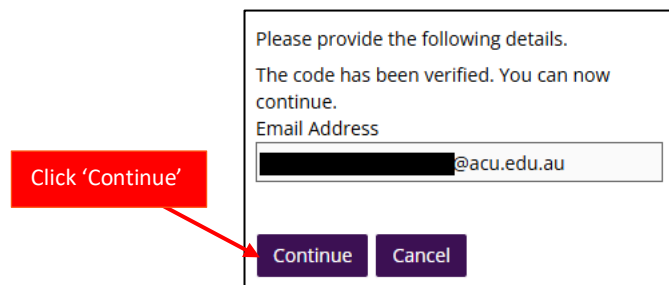 Please provide the following details.
The code has been verified. You can now
continue.
Email Address
@acu.edu.au
Click ‘Continue’
Continue Cancel